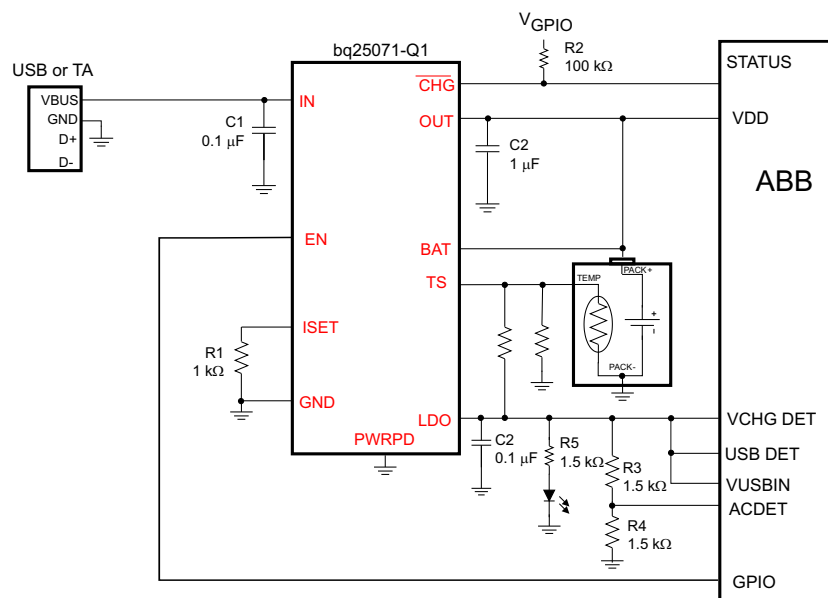 V GPIO
bq25071-Q1
R2
100 kΩ
USB or TA
STATUS
CHG
VBUS
IN
GND
OUT
VDD
C1
0.1 μF
D+
D-
C2
1 μF
ABB
EN
BAT
TS
TEMP
PACK+
+
-
PACK-
ISET
R1
1 kΩ
GND
LDO
VCHG DET
PWRPD
C2
0.1 μF
R5
1.5 kΩ
R3
1.5 kΩ
USB DET
VUSBIN
ACDET
R4
1.5 kΩ
GPIO